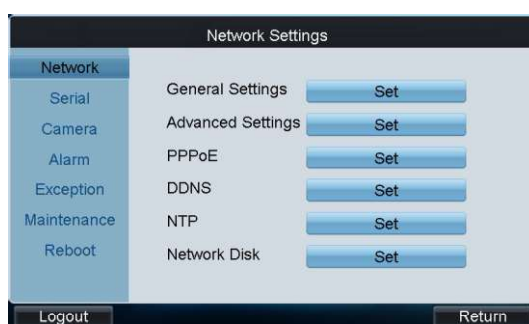 Network Settings
Network
Serial
Camera
Alarm
Exception
Maintenance
Reboot
General Settings Set
Advanced Settings Set
PPPoE Set
DDNS Set
NTP Set
Network Disk Set
Logout Return